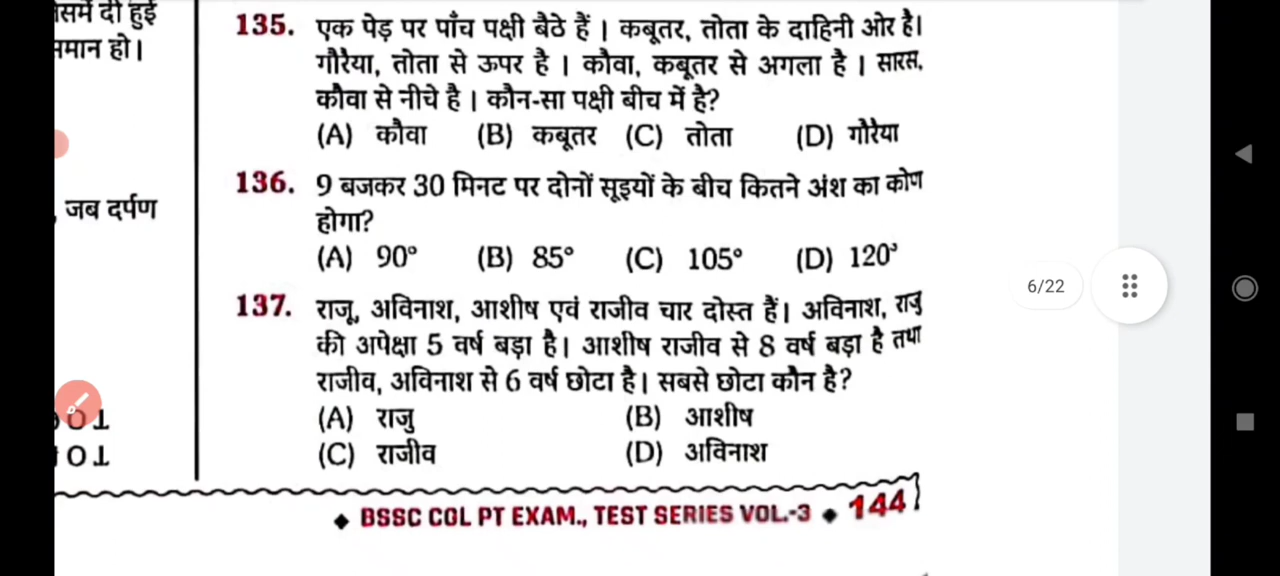 समें दी हुई
मान हो।
जब दर्पण
135. एक पेड़ पर पाँच पक्षी बैठे हैं । कबूतर, तोता के दाहिनी ओर है।
गौरैया, तोता से ऊपर है । कौवा, कबूतर से अगला है । सारस,
कौवा से नीचे है । कौन-सा पक्षी बीच में है?
(A) कौवा (B) कबूतर (C) तोता (D) गौरैया
136. 9 बजकर 30 मिनट पर दोनों सूइयों के बीच कितने अंश का कोण
होगा?
(A) 90° (B) 85° (C) 105° (D) 120°
137. राजू, अविनाश, आशीष एवं राजीव चार दोस्त हैं। अविनाश, राजु
की अपेक्षा 5 वर्ष बड़ा है। आशीष राजीव से 8 वर्ष बड़ा है तथा
राजीव, अविनाश से 6 वर्ष छोटा है। सबसे छोटा कौन है?
(A) राजु (B) आशीष
(C) राजीव (D) अविनाश
◆ BSSC CGL PT EXAM., TEST SERIES VOL.-3 ◆ 144
6/22